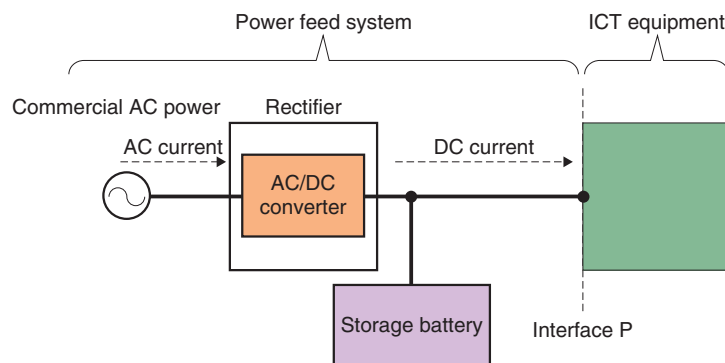 Power feed system
ICT equipment
Commercial AC power
Rectifier
AC current
DC current
AC/DC
converter
Storage battery
Interface P